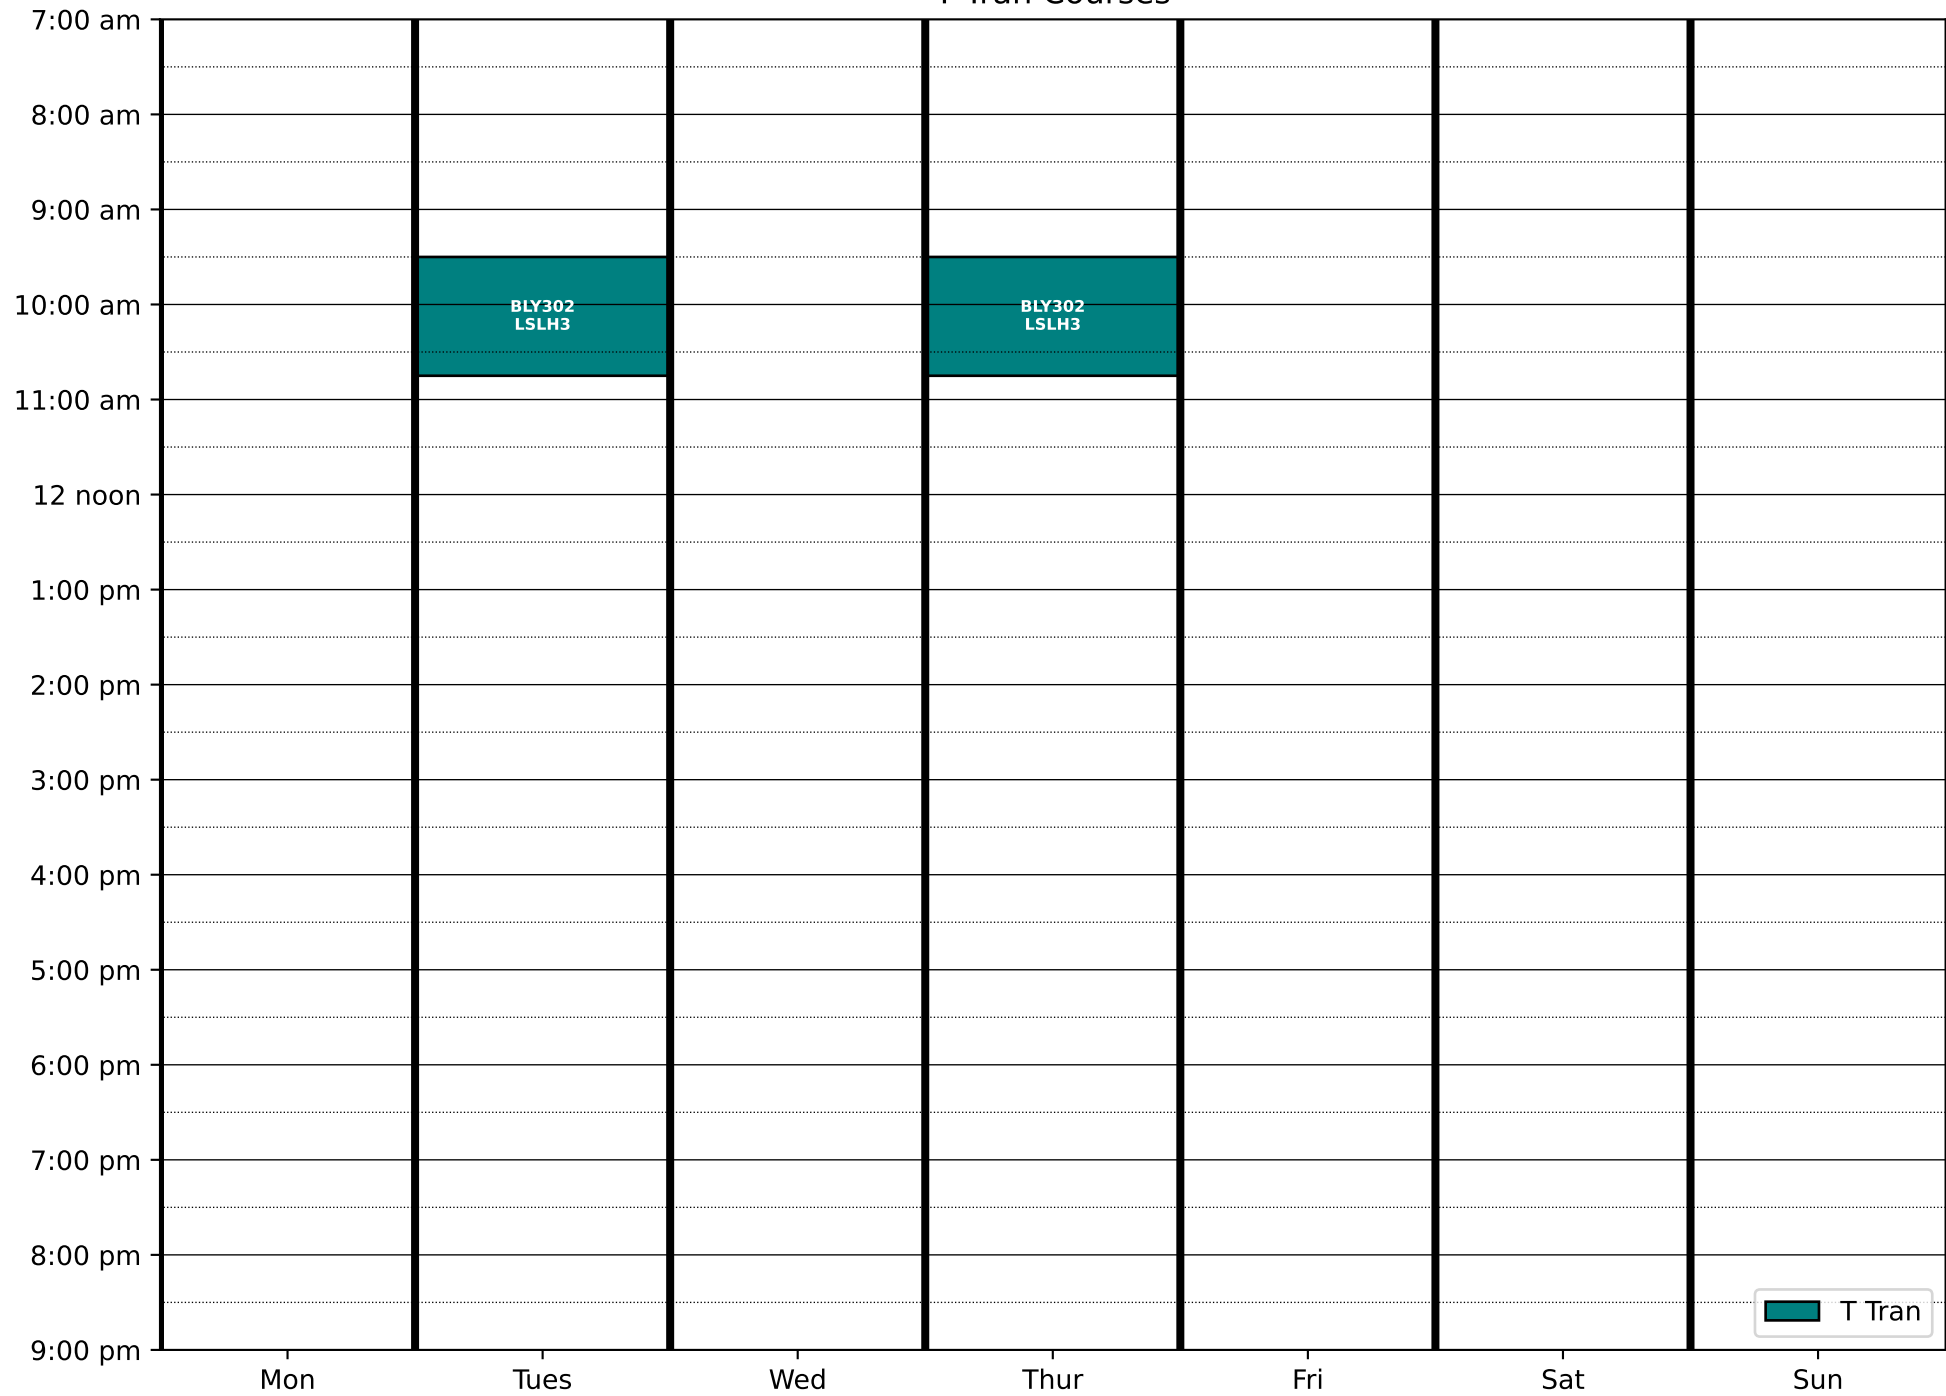 T Tran Courses
7:00 am
8:00 am
9:00 am
10:00 am
11:00 am
12 noon
1:00 pm
2:00 pm
3:00 pm
4:00 pm
5:00 pm
6:00 pm
7:00 pm
8:00 pm
9:00 pm
BLY302
LSLH3
BLY302
LSLH3
T Tran
Mon
Tues
Wed
Thur
Fri
Sat
Sun